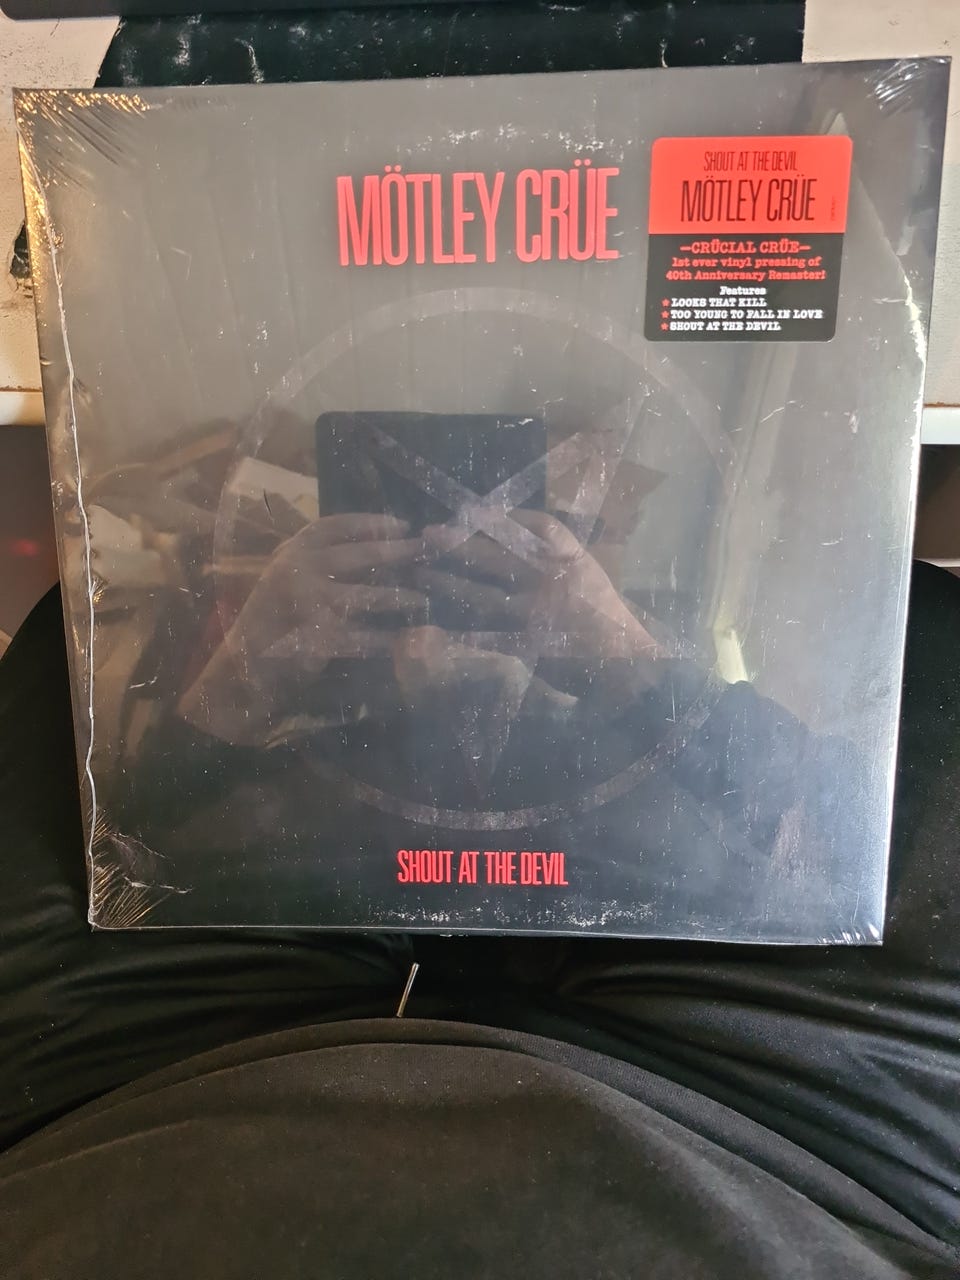 MÖTLEY CRÜE
SHOUT AT THE DEVIL
MÖTLEY CRÜE
—CRÜCIAL CRÜE—
1st ever vinyl pressing of
40th Anniversary Remaster!
Features
★ LOOKS THAT KILL
★ TOO YOUNG TO FALL IN LOVE
★ SHOUT AT THE DEVIL
SHOUT AT THE DEVIL